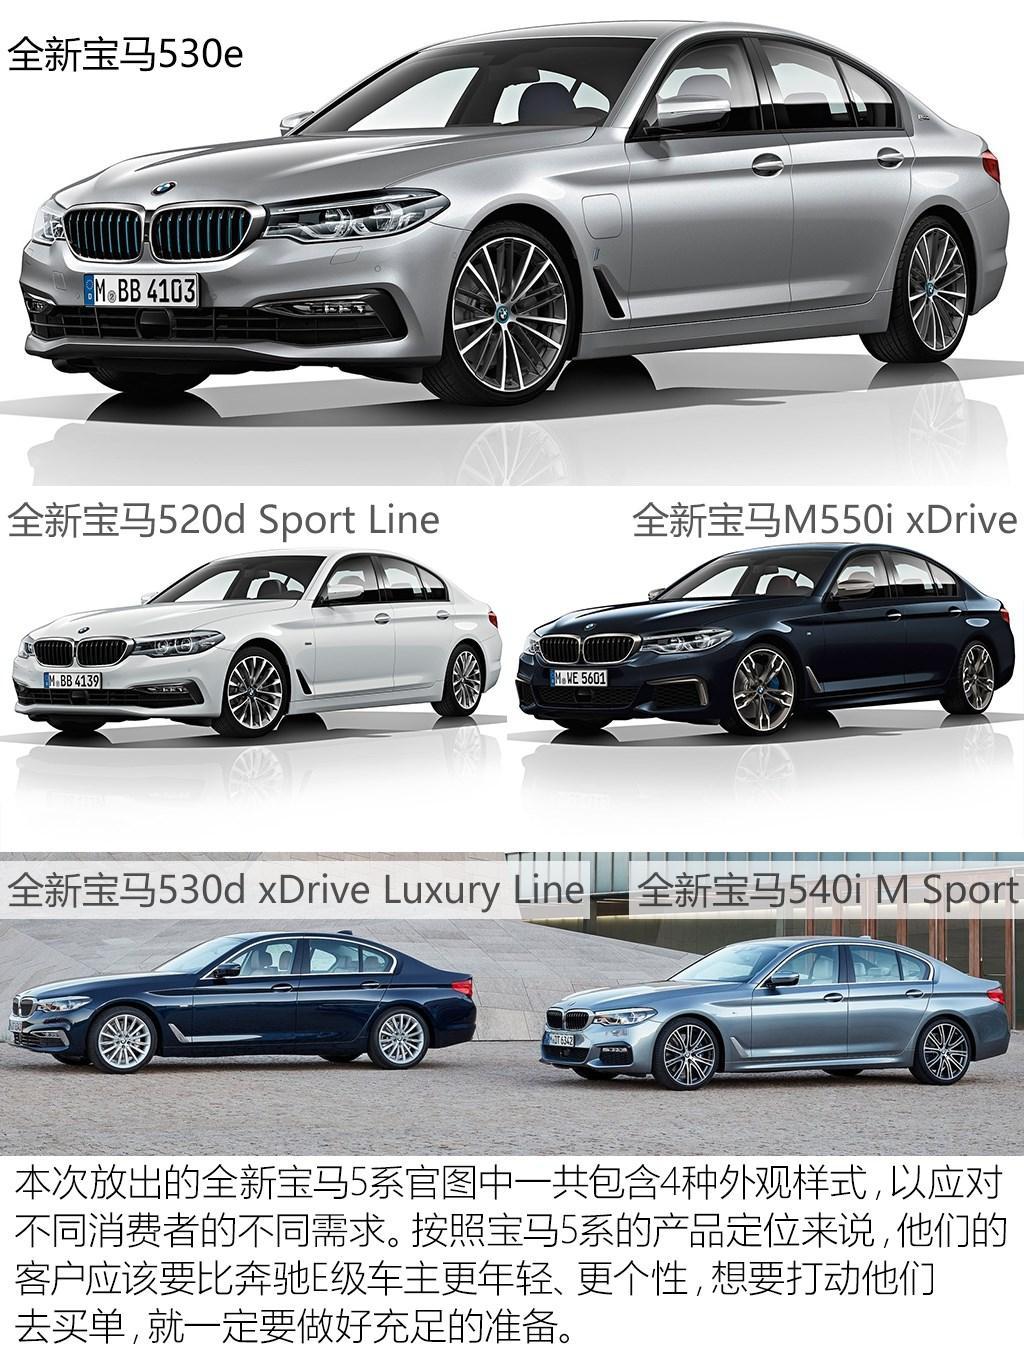 全新宝马530e
M BB 4103
全新宝马520d Sport Line
全新宝马M550i xDrive
M BB 4139
M WE 5601
全新宝马530d xDrive Luxury Line
全新宝马540i M Sport
M DT 6342
本次放出的全新宝马5系官图中一共包含4种外观样式，以应对
不同消费者的不同需求。按照宝马5系的产品定位来说，他们的
客户应该要比奔驰E级车主更年轻、更个性，想要打动他们
去买单，就一定要做好充足的准备。